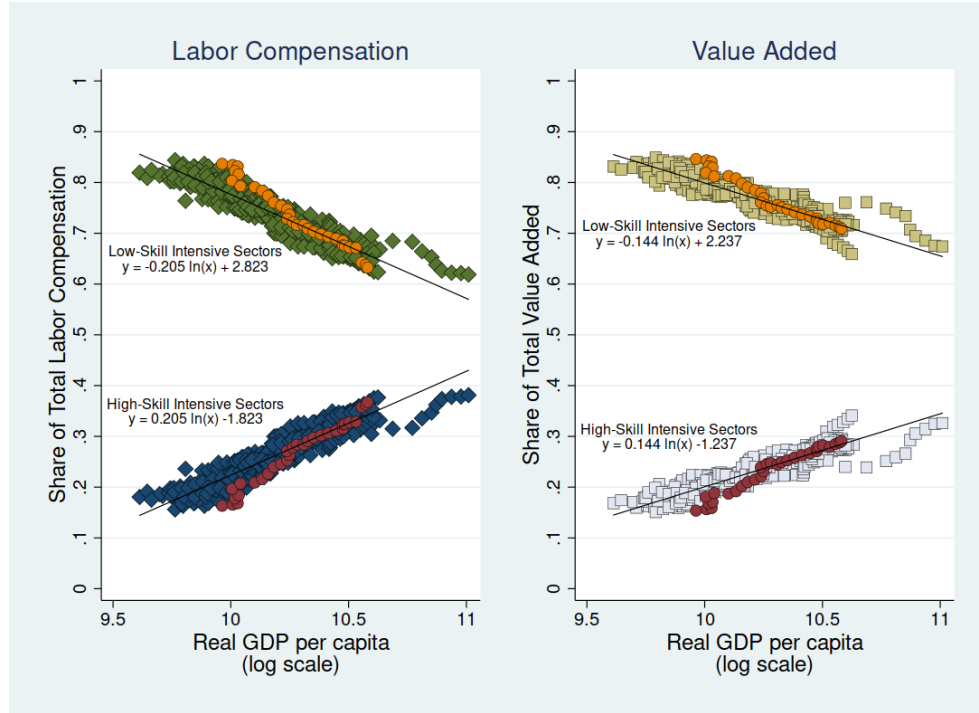 Labor Compensation
Share of Total Labor Compensation
1
.9
.8
.7
.6
.5
.4
.3
.2
.1
0
Low-Skill Intensive Sectors
y = -0.205 ln(x) + 2.823
High-Skill Intensive Sectors
y = 0.205 ln(x) -1.823
9.5 10 10.5 11
Real GDP per capita
(log scale)
Value Added
Share of Total Value Added
1
.9
.8
.7
.6
.5
.4
.3
.2
.1
0
Low-Skill Intensive Sectors
y = -0.144 ln(x) + 2.237
High-Skill Intensive Sectors
y = 0.144 ln(x) -1.237
9.5 10 10.5 11
Real GDP per capita
(log scale)